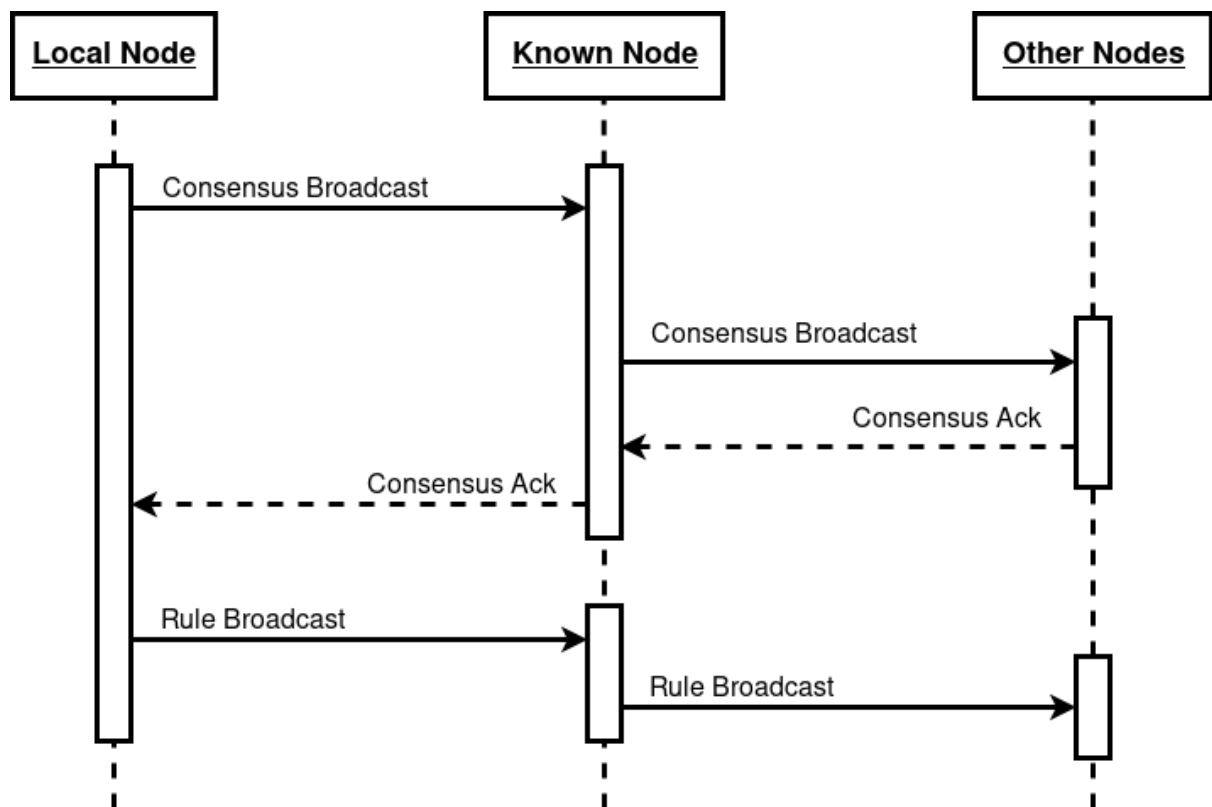 Local Node
Known Node
Other Nodes
Consensus Broadcast
Consensus Broadcast
Consensus Ack
Consensus Ack
Rule Broadcast
Rule Broadcast